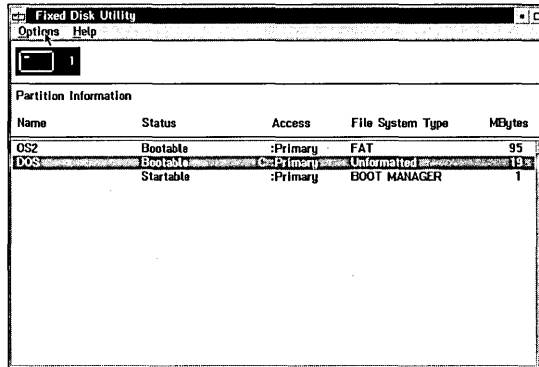 Fixed Disk Utility
Options Help
1
Partition Information
Name Status Access File System Type MBytes
OS2 Bootable :Primary FAT 95
DOS Bootable C: Primary Unformatted 19
Startable :Primary BOOT MANAGER 1